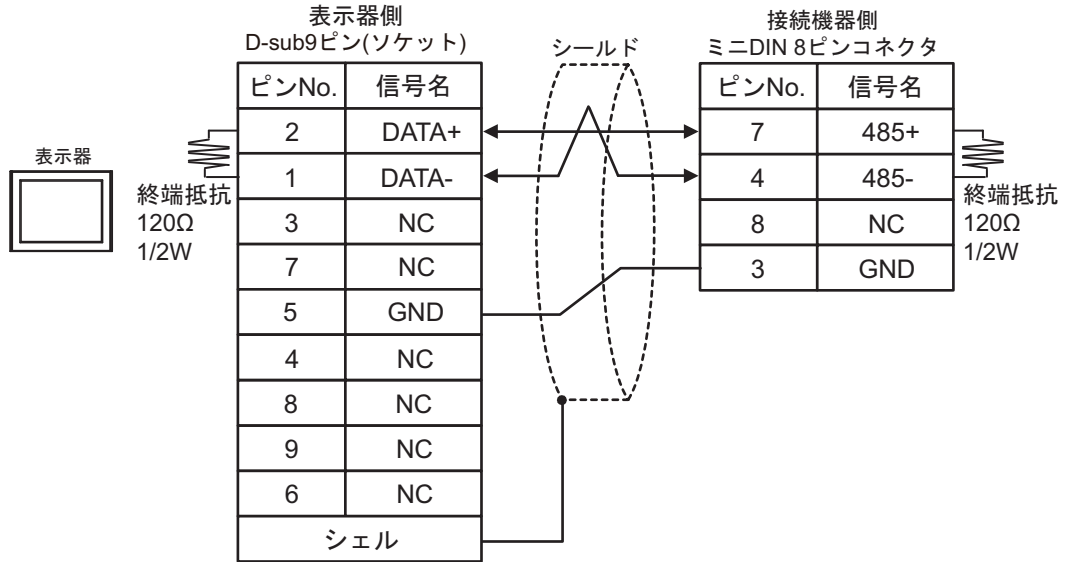 表示器側
D-sub9ピン(ソケット)
シールド
接続機器側
ミニDIN 8ピンコネクタ
ピンNo. 信号名
2 DATA+
1 DATA-
3 NC
7 NC
5 GND
4 NC
8 NC
9 NC
6 NC
シェル
ピンNo. 信号名
7 485+
4 485-
8 NC
3 GND
表示器
終端抵抗
120Ω
1/2W
終端抵抗
120Ω
1/2W